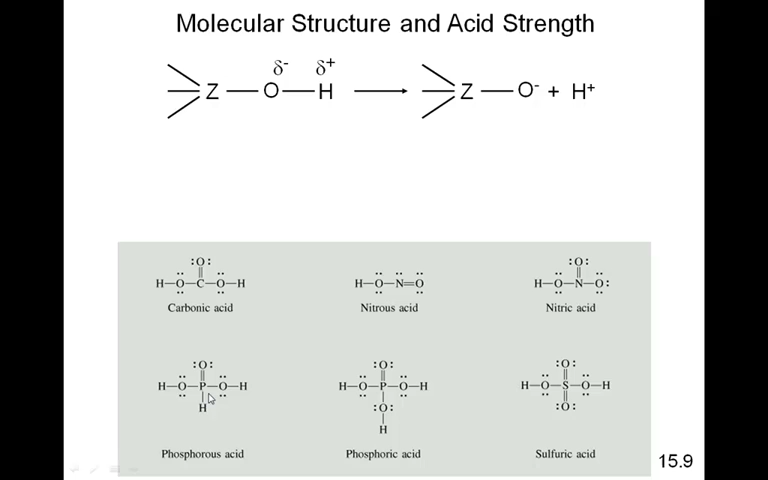 Molecular Structure and Acid Strength
δ- δ+
Z O H Z O- + H+
:O: :O:
H-O-C-O-H H-O-N=O H-O-N-O:
Carbonic acid Nitrous acid Nitric acid
:O: :O: :O:
H-O-P-O-H H-O-P-O-H H-O-S-O-H
H :O: :O:
H
Phosphorous acid Phosphoric acid Sulfuric acid
15.9